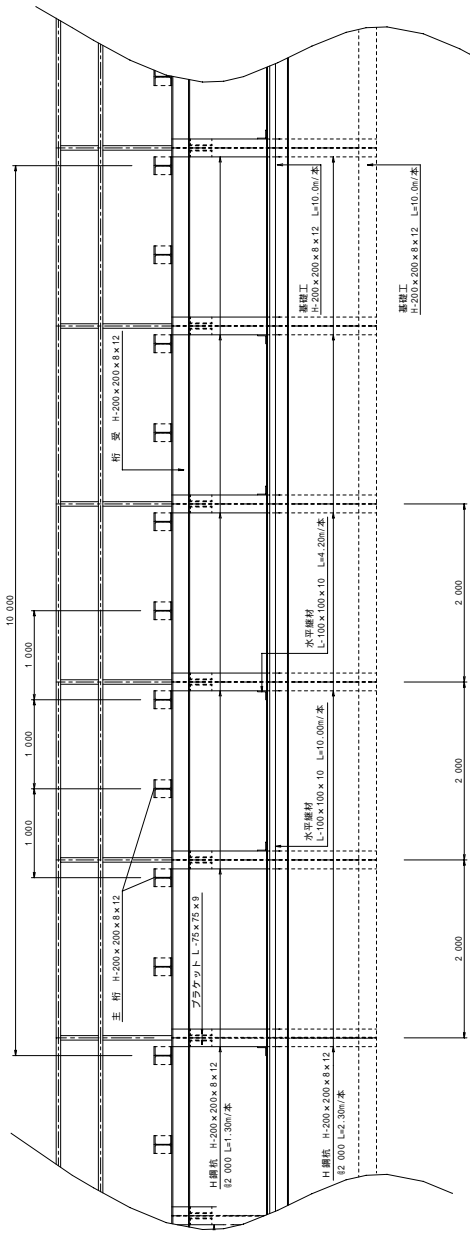 10 000
1 000
1 000
1 000
主 桁 H-200×200×8×12
桁 受 H-200×200×8×12
ブラケット L-75×75×9
H鋼杭 H-200×200×8×12
@2 000 L=1.30m/本
水平継材
L-100×100×10 L=10.00m/本
水平継材
L-100×100×10 L=4.20m/本
基礎工
H-200×200×8×12 L=10.0m/本
H鋼杭 H-200×200×8×12
@2 000 L=2.30m/本
基礎工
H-200×200×8×12 L=10.0m/本
2 000
2 000
2 000